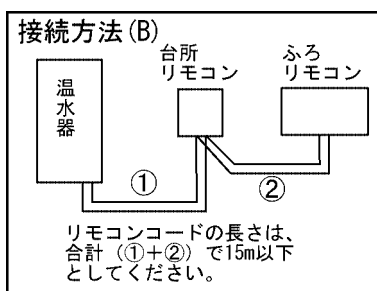 接続方法(B)
台所
リモコン
ふろ
リモコン
温水器
①
②
リモコンコードの長さは、
合計（①＋②）で15m以下
としてください。